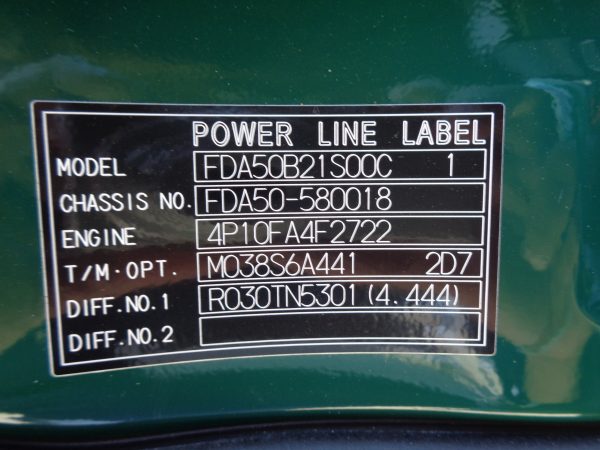 POWER LINE LABEL
MODEL FDA50B21S00C 1
CHASSIS NO. FDA50-580018
ENGINE 4P10FA4F2722
T/M·OPT. M038S6A441 2D7
DIFF.NO.1 R030TN5301(4.444)
DIFF.NO.2